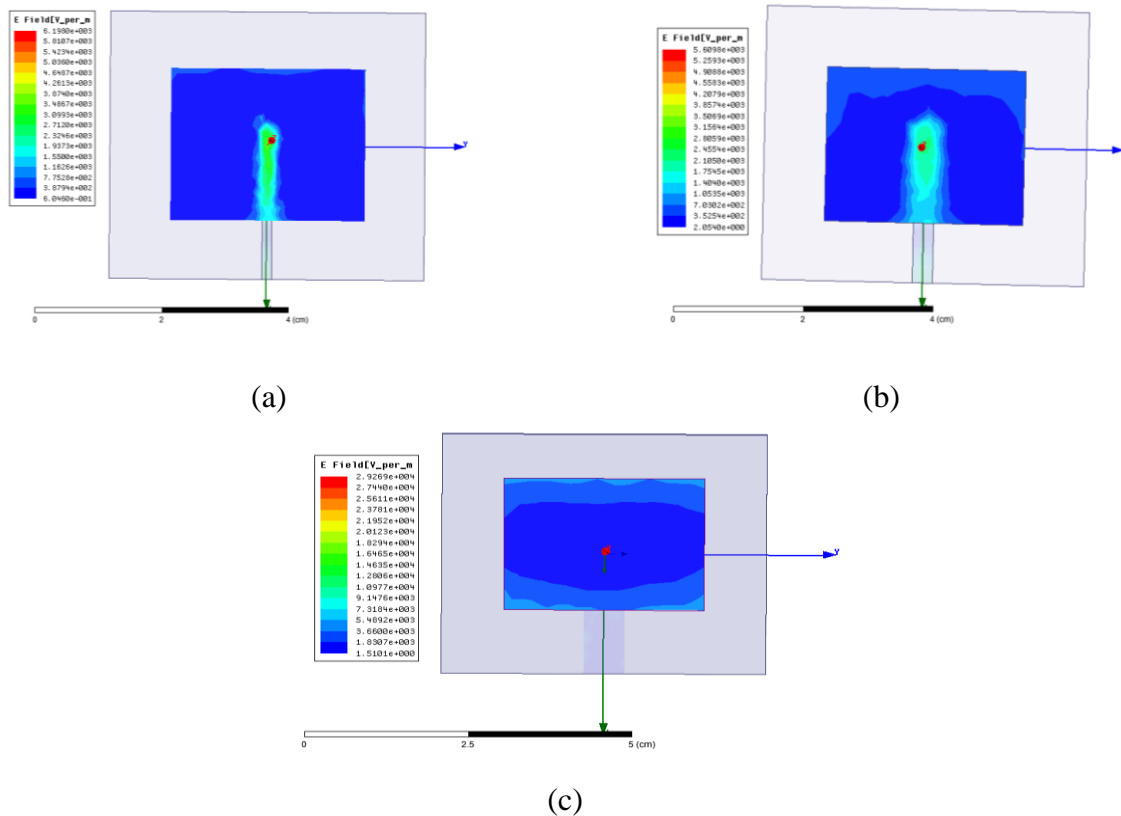 E Field[V_per_m
6.1980e+003
5.8107e+003
5.4234e+003
5.0360e+003
4.6487e+003
4.2613e+003
3.8740e+003
3.4867e+003
3.0993e+003
2.7120e+003
2.3246e+003
1.9373e+003
1.5500e+003
1.1626e+003
7.7528e+002
3.8794e+002
6.0460e-001
y
0
2
4 (cm)
(a)
E Field[V_per_m
5.6098e+003
5.2593e+003
4.9088e+003
4.5583e+003
4.2079e+003
3.8574e+003
3.5069e+003
3.1564e+003
2.8059e+003
2.4554e+003
2.1050e+003
1.7545e+003
1.4040e+003
1.0535e+003
7.0302e+002
3.5254e+002
2.0540e+000
0
2
4 (cm)
(b)
E Field[V_per_m
2.9269e+004
2.7440e+004
2.5611e+004
2.3781e+004
2.1952e+004
2.0123e+004
1.8294e+004
1.6465e+004
1.4635e+004
1.2806e+004
1.0977e+004
9.1476e+003
7.3184e+003
5.4892e+003
3.6600e+003
1.8307e+003
1.5101e+000
y
0
2.5
5 (cm)
(c)